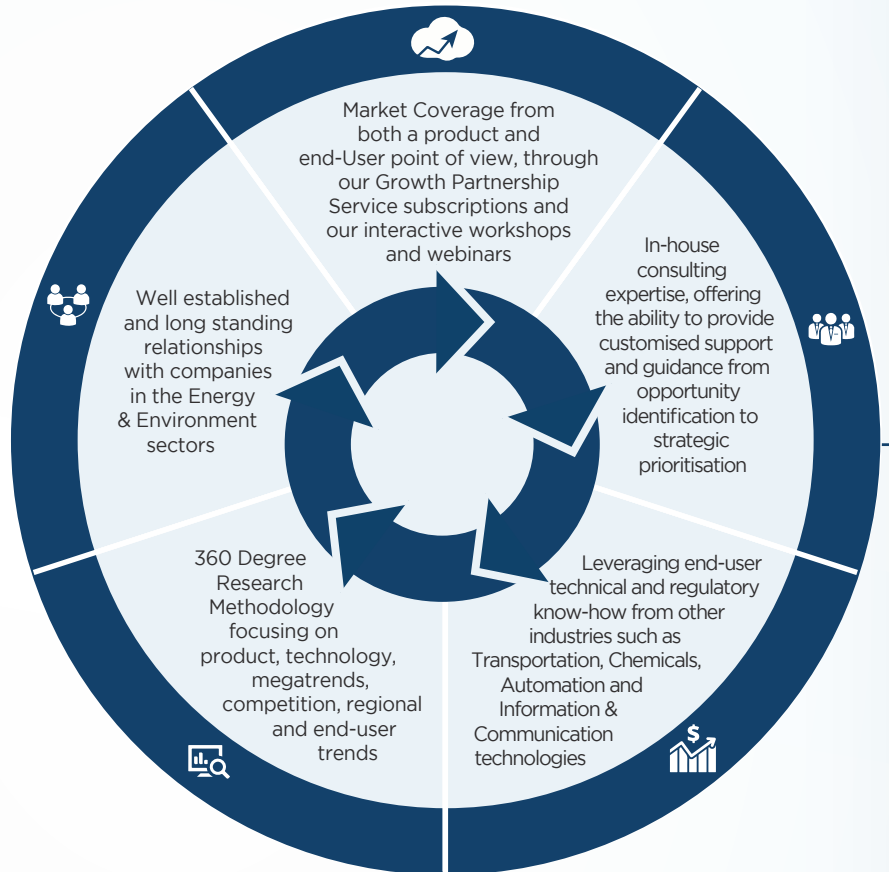 Market Coverage from
both a product and
end-User point of view, through
our Growth Partnership
Service subscriptions and
our interactive workshops
and webinars
In-house
consulting
expertise, offering
the ability to provide
customised support
and guidance from
opportunity
identification to
strategic
prioritisation
Leveraging end-user
technical and regulatory
know-how from other
industries such as
Transportation, Chemicals,
Automation and
Information &
Communication
technologies
$
360 Degree
Research
Methodology
focusing on
product, technology,
megatrends,
competition, regional
and end-user
trends
Well established
and long standing
relationships
with companies
in the Energy
& Environment
sectors